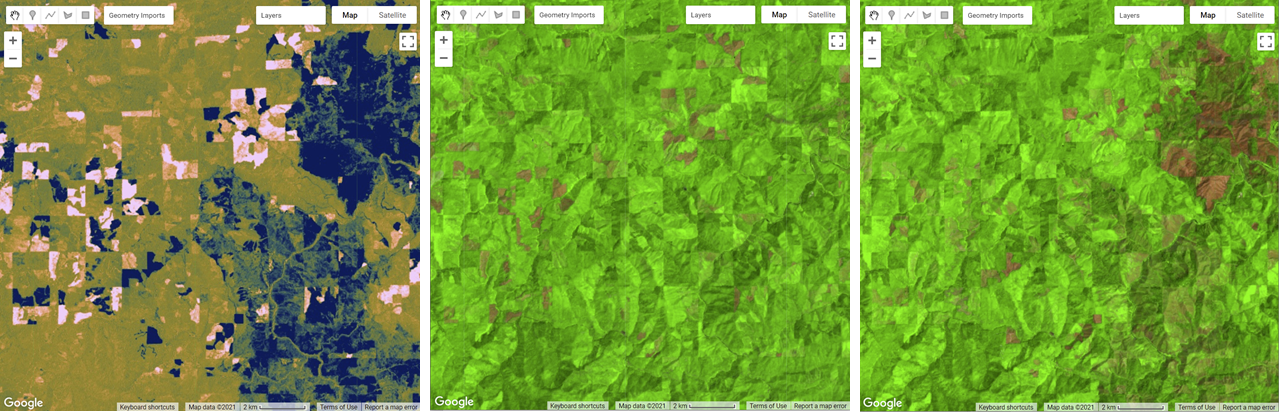 Geometry Imports Layers Map Satellite
+
−
Google Keyboard shortcuts Map data ©2021 2 km Terms of Use Report a map error
Geometry Imports Layers Map Satellite
+
−
Google Keyboard shortcuts Map data ©2021 2 km Terms of Use Report a map error
Geometry Imports Layers Map Satellite
+
−
Google Keyboard shortcuts Map data ©2021 2 km Terms of Use Report a map error